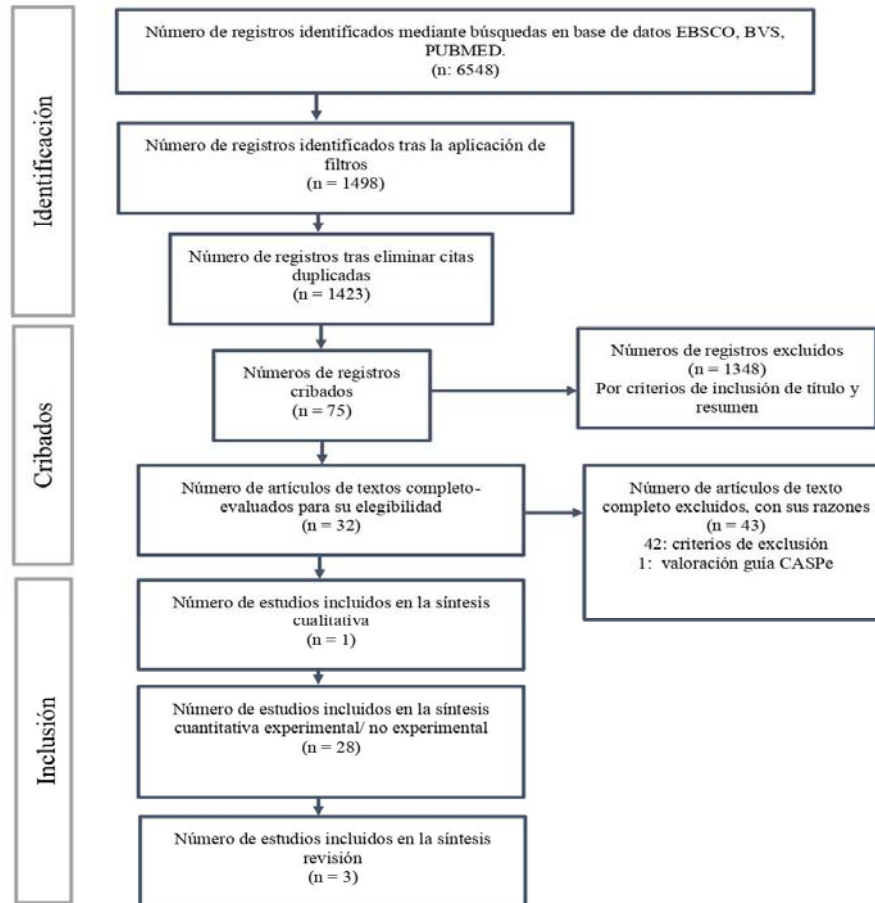 Identificación
Número de registros identificados mediante búsquedas en base de datos EBSCO, BVS,
PUBMED.
(n: 6548)
Número de registros identificados tras la aplicación de
filtros
(n = 1498)
Número de registros tras eliminar citas
duplicadas
(n = 1423)
Cribados
Números de registros
cribados
(n = 75)
Números de registros excluidos
(n = 1348)
Por criterios de inclusión de título y
resumen
Número de artículos de textos completo-
evaluados para su elegibilidad
(n = 32)
Número de artículos de texto
completo excluidos, con sus razones
(n = 43)
42: criterios de exclusión
1: valoración guía CASPe
Inclusión
Número de estudios incluidos en la síntesis
cualitativa
(n = 1)
Número de estudios incluidos en la síntesis
cuantitativa experimental/ no experimental
(n = 28)
Número de estudios incluidos en la síntesis
revisión
(n = 3)